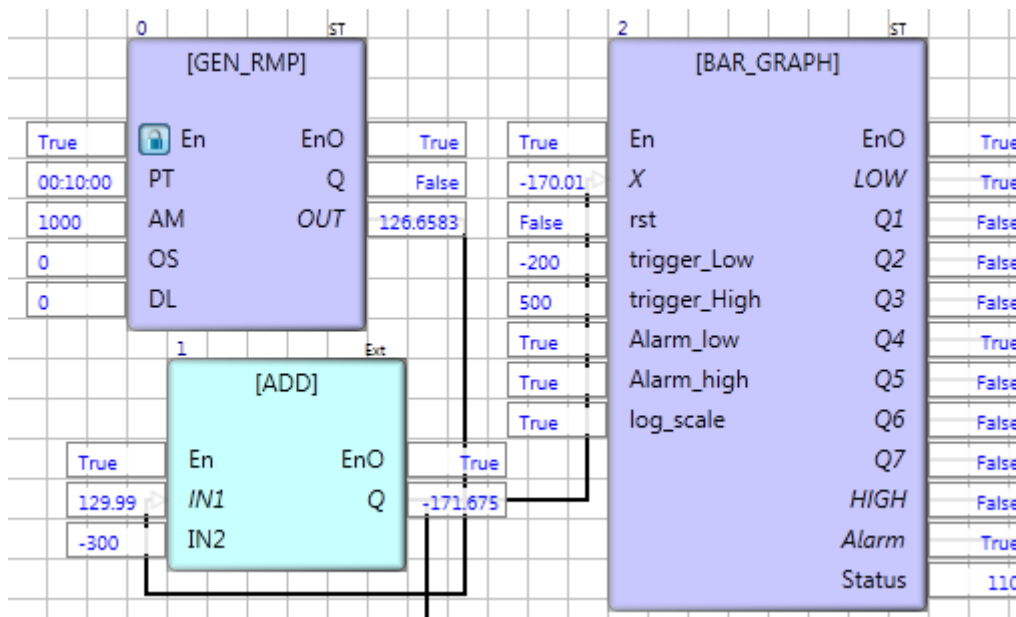 0 ST
[GEN_RMP]
True En EnO True
00:10:00 PT Q False
1000 AM OUT 126.6583
0 OS
0 DL
1 Ext
[ADD]
True En EnO True
129.99 IN1 Q -171.675
-300 IN2
2 ST
[BAR_GRAPH]
True En EnO True
-170.01 X LOW True
False rst Q1 False
-200 trigger_Low Q2 False
500 trigger_High Q3 False
True Alarm_low Q4 True
True Alarm_high Q5 False
True log_scale Q6 False
Q7 False
HIGH False
Alarm True
Status 110